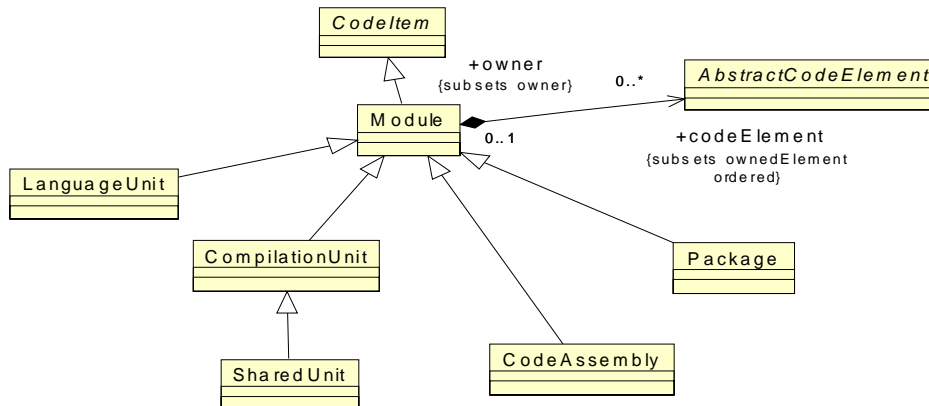 CodeItem
+owner
{subsets owner}
0..*
AbstractCodeElement
Module
0..1
+codeElement
{subsets ownedElement
ordered}
LanguageUnit
CompilationUnit
Package
SharedUnit
CodeAssembly